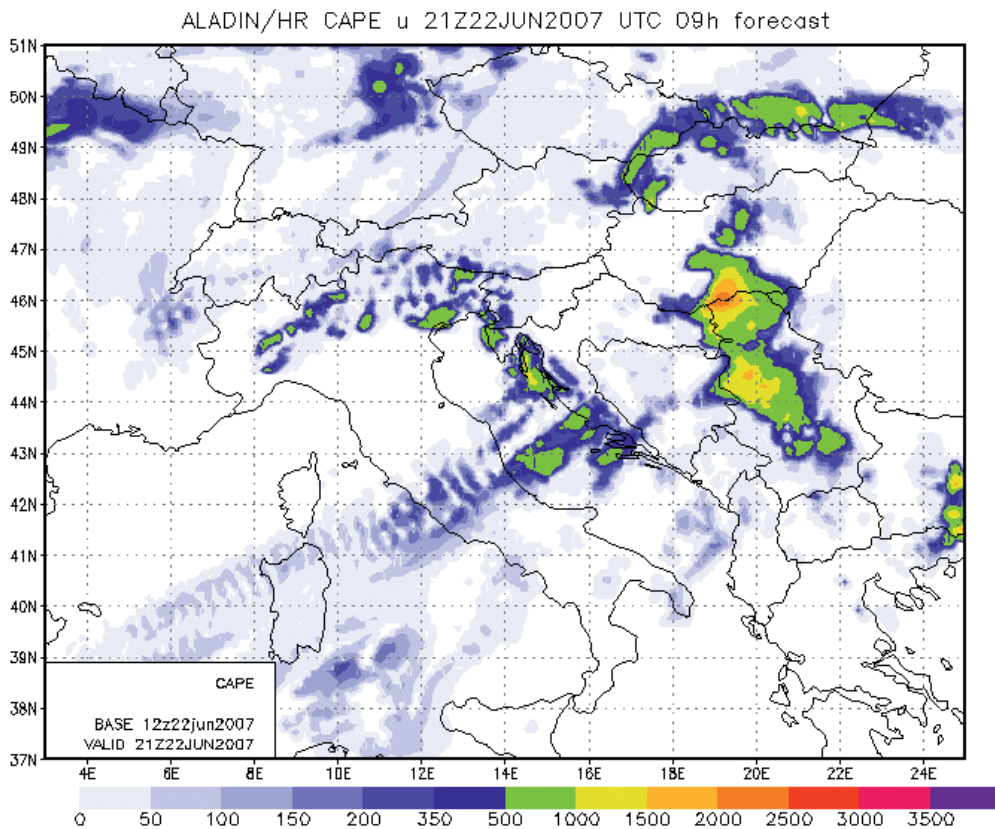 ALADIN/HR CAPE u 21Z22JUN2007 UTC 09h forecast
51N
50N
49N
48N
47N
46N
45N
44N
43N
42N
41N
40N
39N
38N
37N
CAPE
BASE 12z22jun2007
VALID 21Z22JUN2007
4E 6E 8E 10E 12E 14E 16E 18E 20E 22E 24E
0 50 100 150 200 350 500 1000 1500 2000 2500 3000 3500